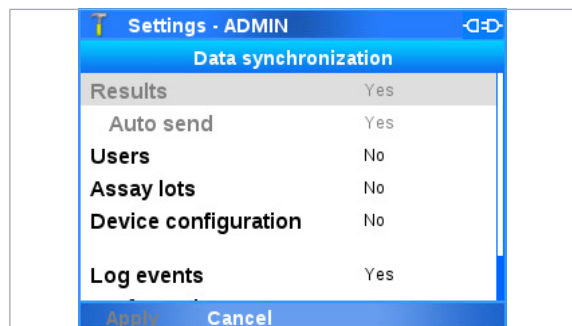 Settings - ADMIN
Data synchronization
Results Yes
Auto send Yes
Users No
Assay lots No
Device configuration No
Log events Yes
Apply Cancel